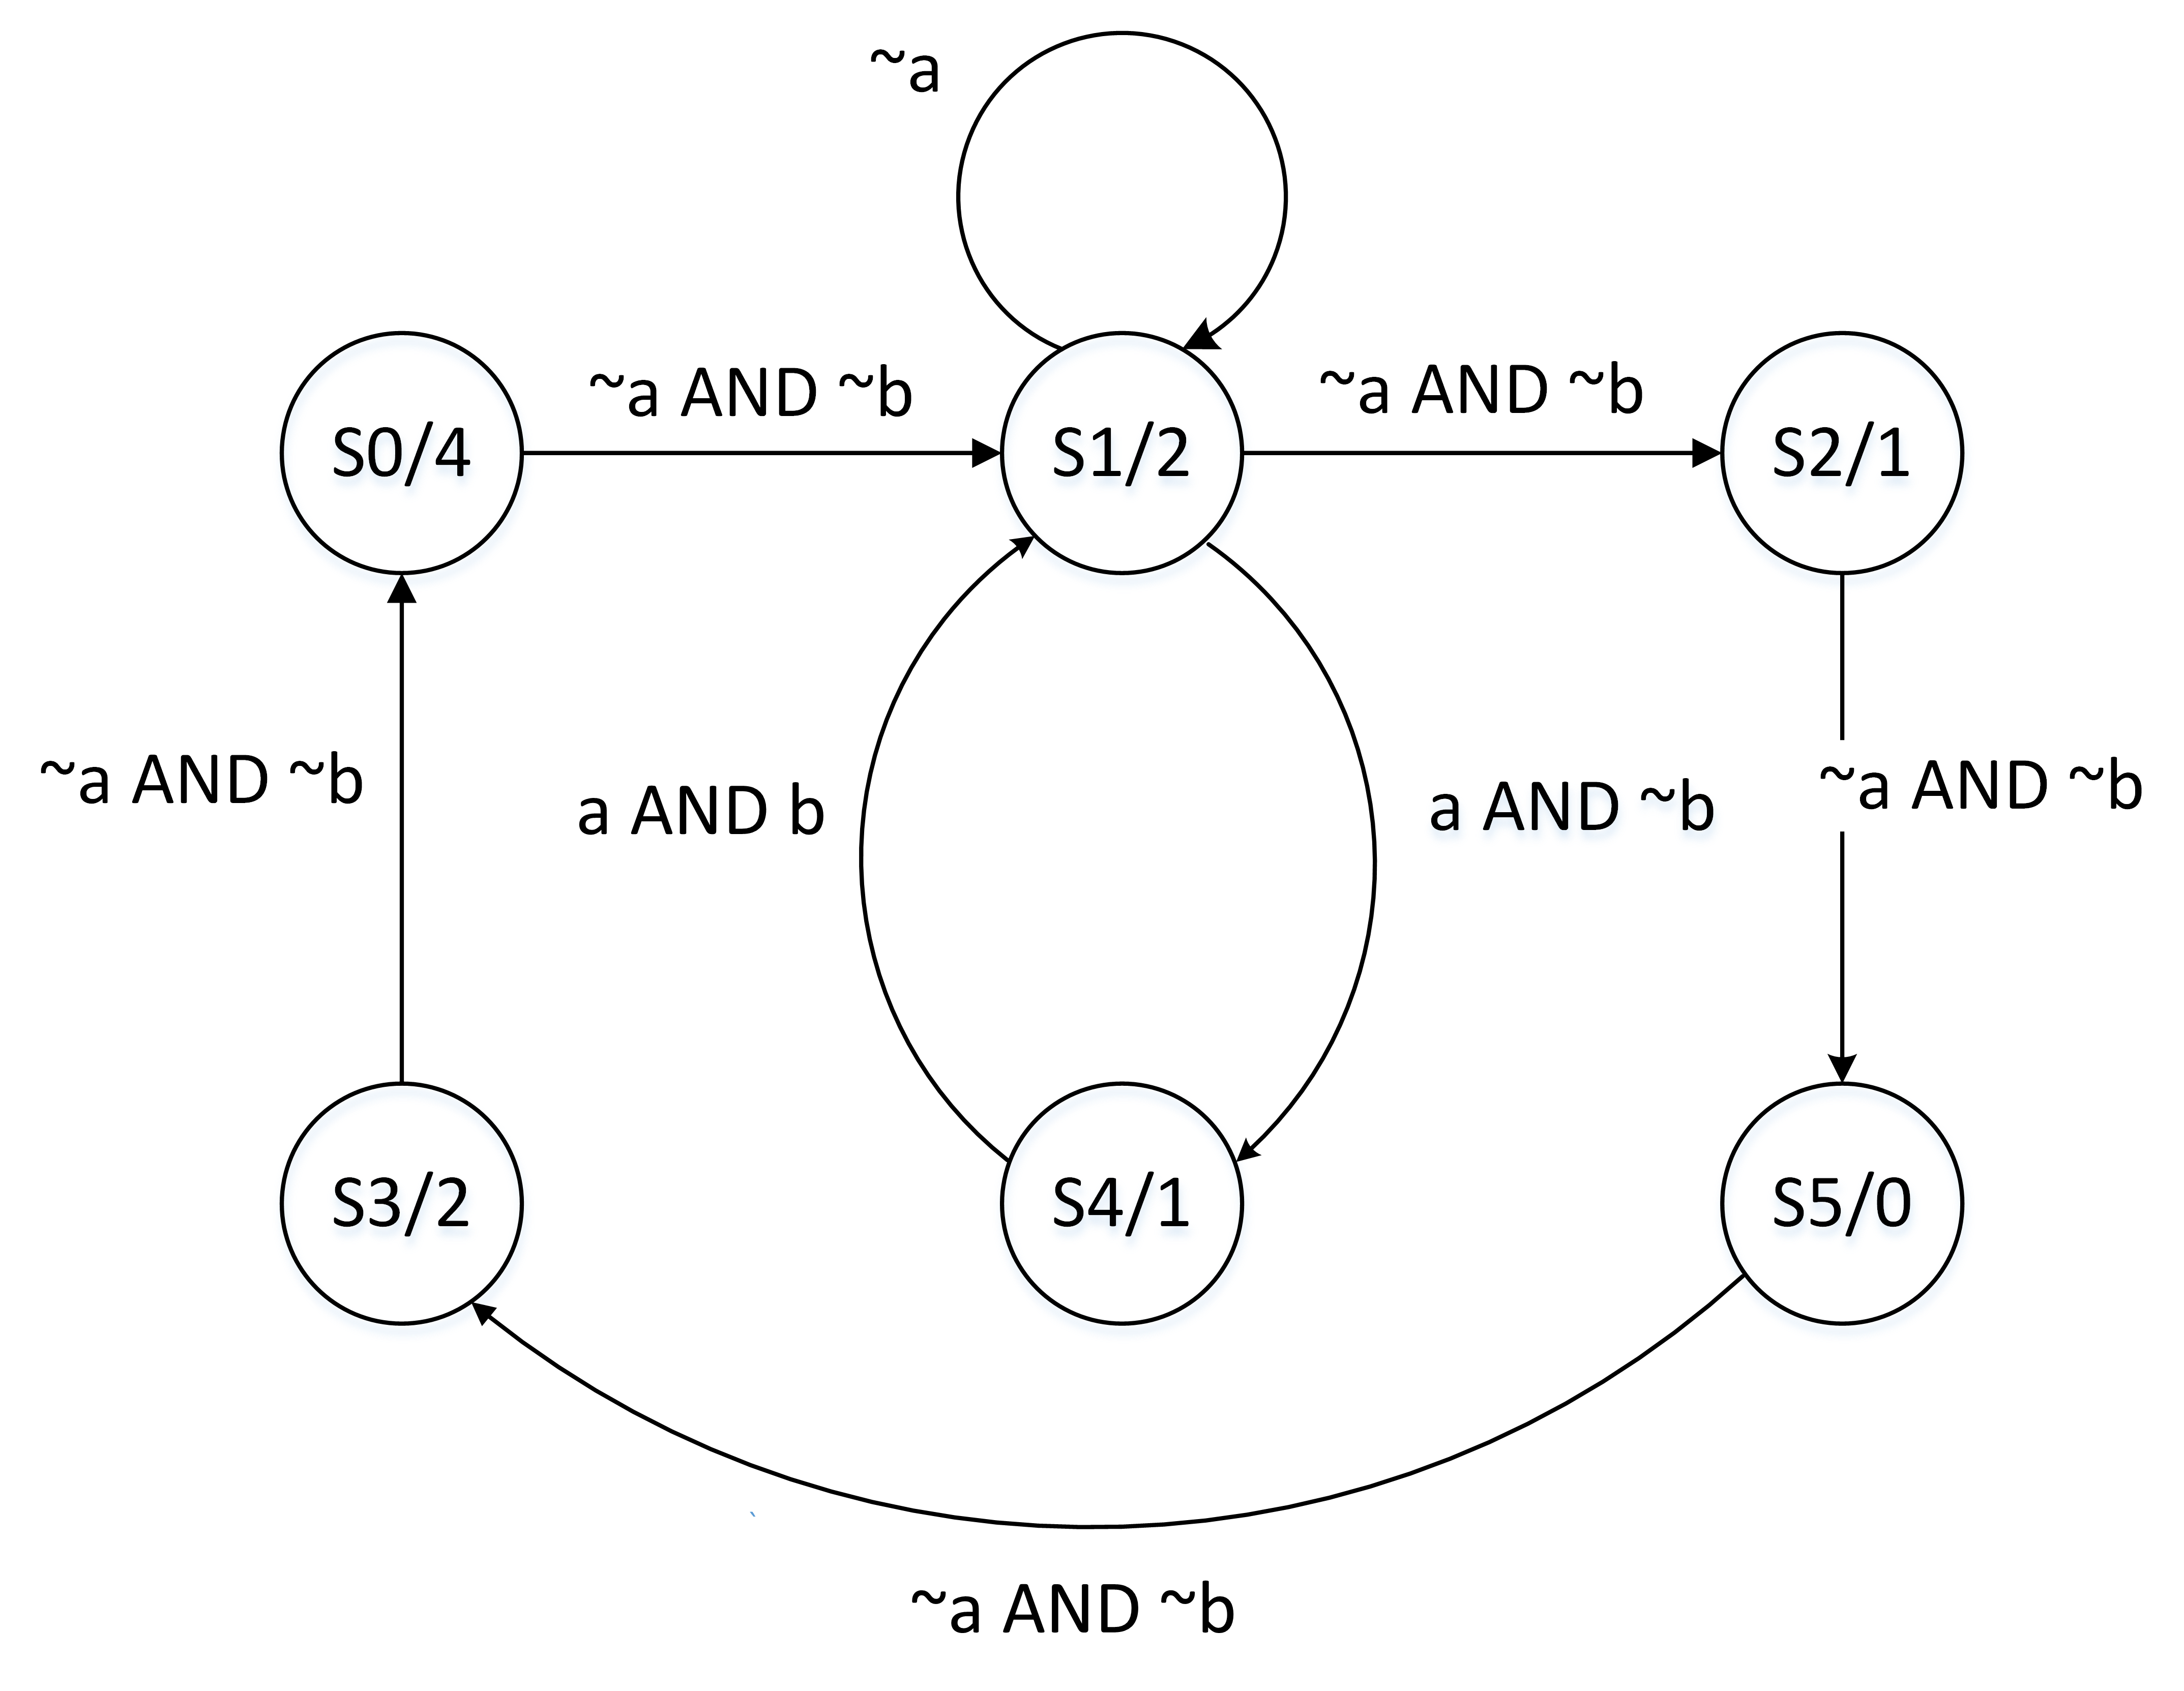 ~a
~a AND ~b
~a AND ~b
S0/4
S1/2
S2/1
~a AND ~b
a AND b
a AND ~b
~a AND ~b
S3/2
S4/1
S5/0
~a AND ~b